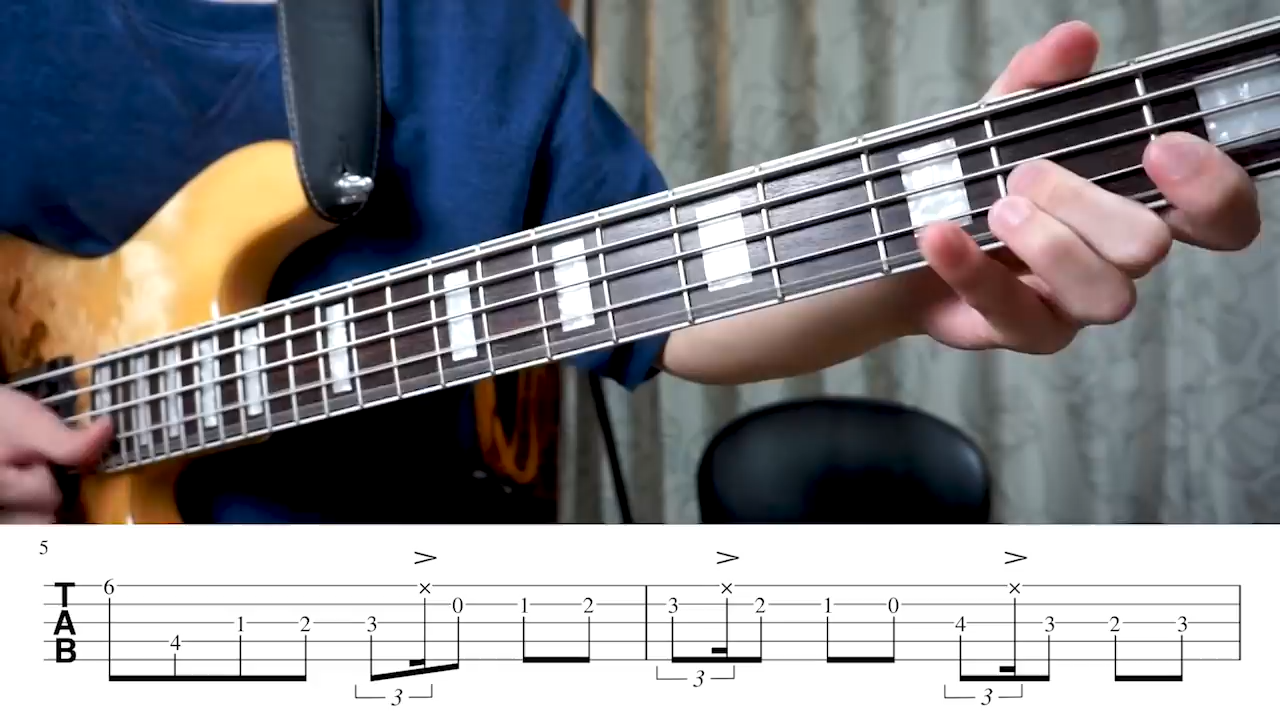 5
> > >
6 × × ×
0 1 2 3 2 1 0
T
A 1 2 3 4 3 2 3
4
B
3 3 3